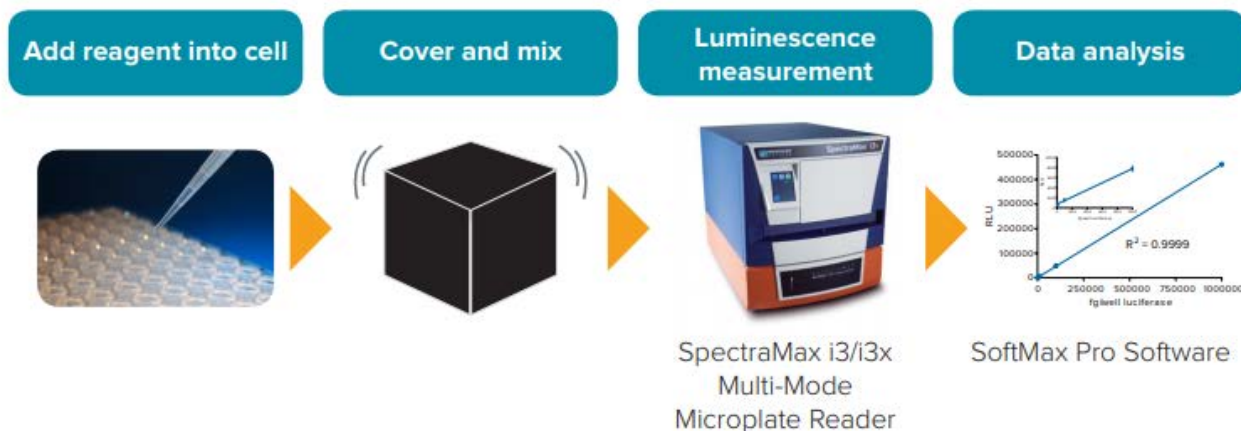 Add reagent into cell
Cover and mix
Luminescence
measurement
Data analysis
SpectraMax i3x
500000
400000
300000
200000
100000
0
RLU
R² = 0.9999
0
250000
500000
750000
1000000
fg/well luciferase
SpectraMax i3/i3x
Multi-Mode
Microplate Reader
SoftMax Pro Software